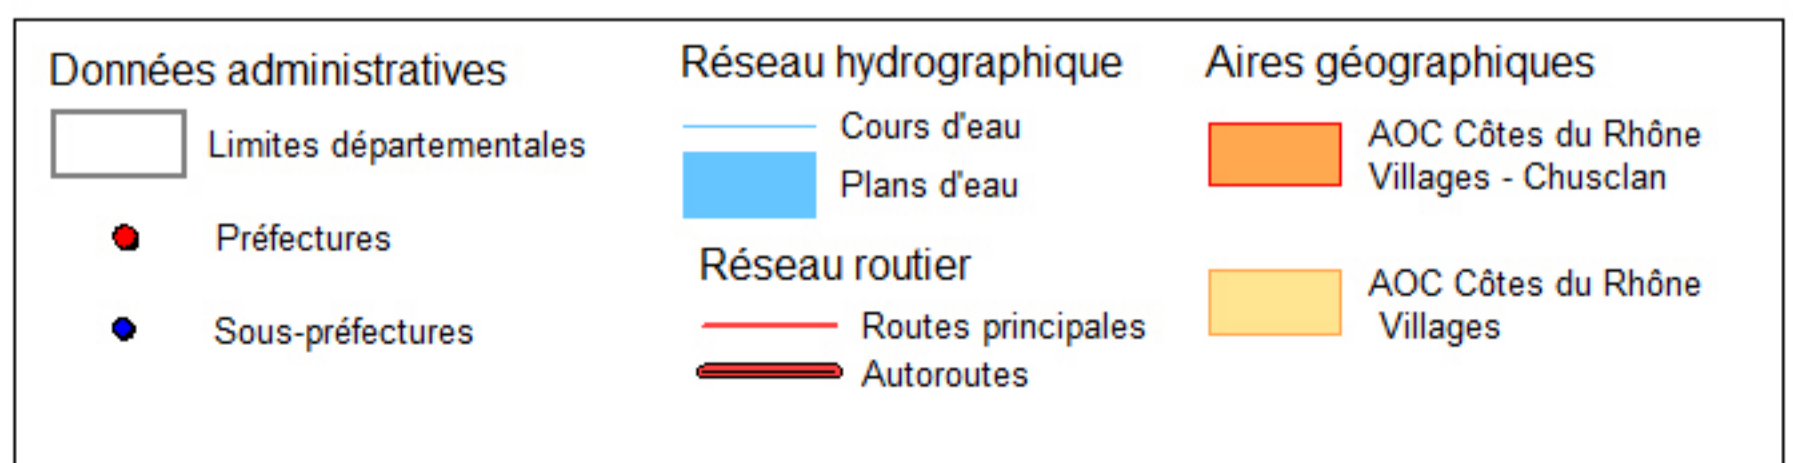 Données administratives
Limites départementales
Préfectures
Sous-préfectures
Réseau hydrographique
Cours d'eau
Plans d'eau
Réseau routier
Routes principales
Autoroutes
Aires géographiques
AOC Côtes du Rhône
Villages - Chusclan
AOC Côtes du Rhône
Villages